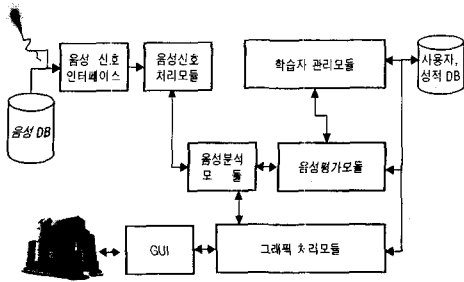 음성 신호
인터페이스
음성신호
처리모듈
학습자 관리모듈
사용자,
성적 DB
음성 DB
음성분석
모 듈
음성평가모듈
GUI
그래픽 처리모듈